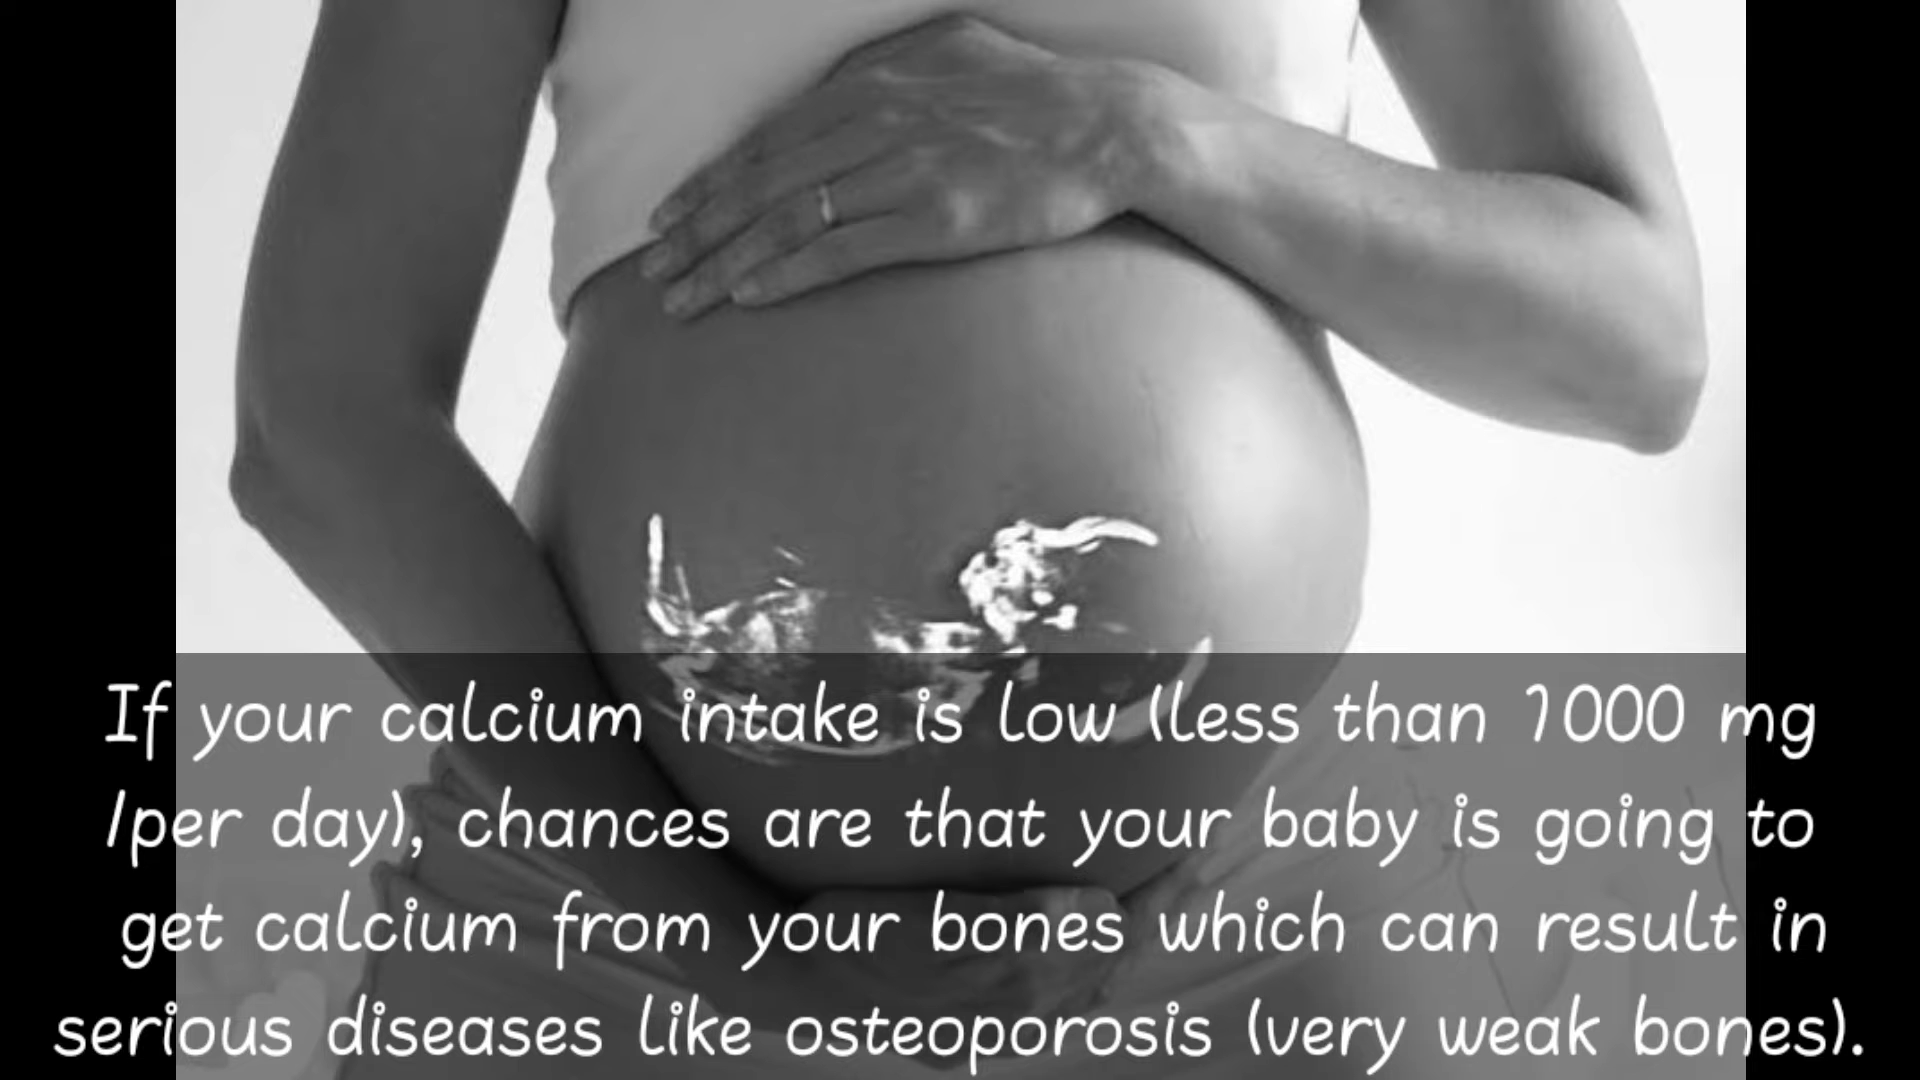 If your calcium intake is low (less than 1000 mg
/per day), chances are that your baby is going to
get calcium from your bones which can result in
serious diseases like osteoporosis (very weak bones).